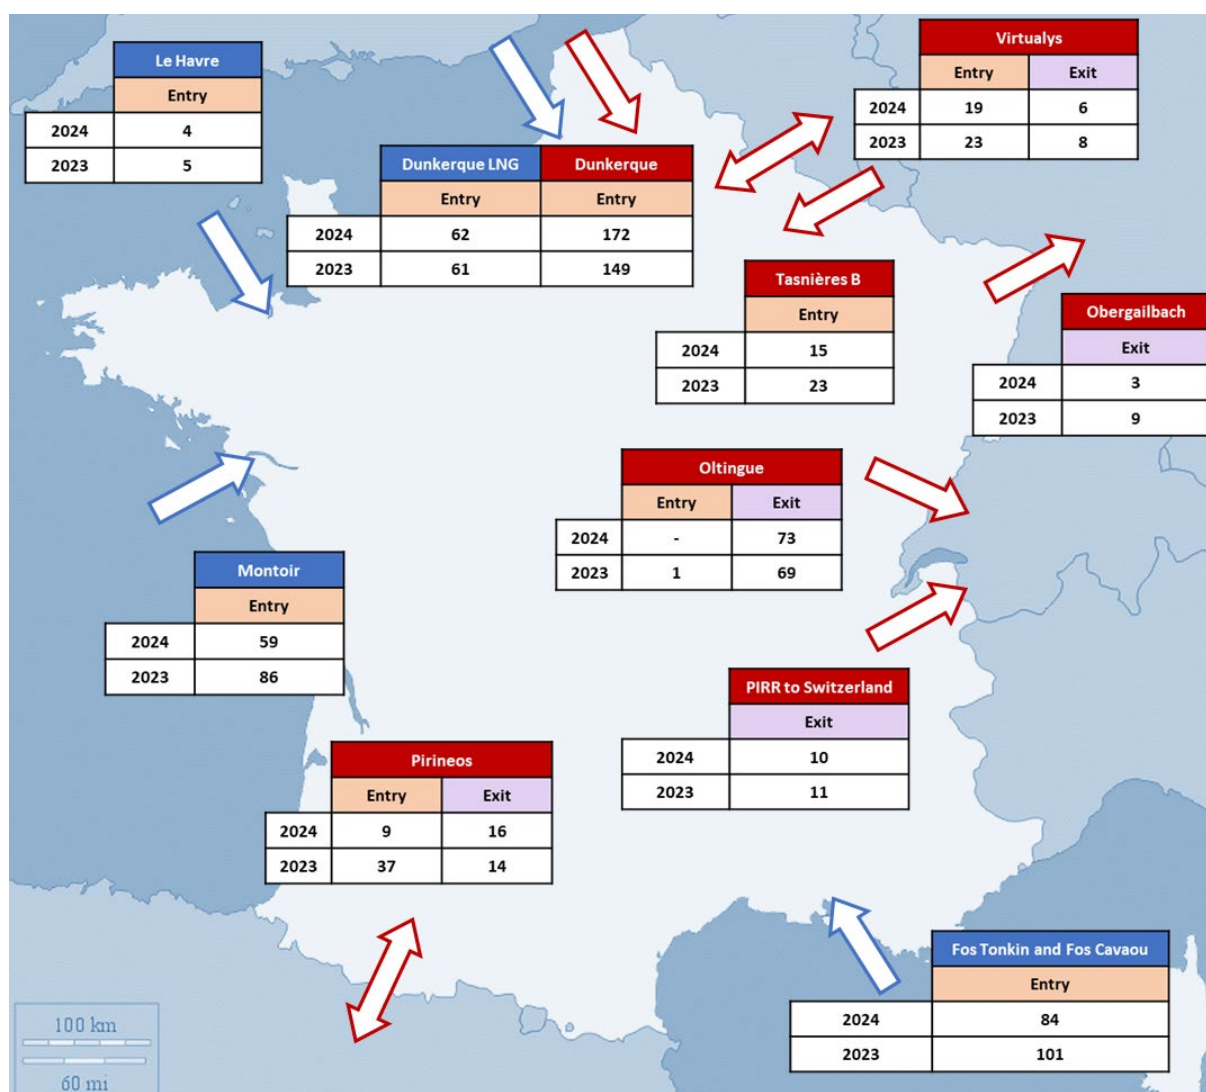 Le Havre
Entry
2024 4
2023 5
Virtualys
Entry Exit
2024 19 6
2023 23 8
Dunkerque LNG Dunkerque
Entry Entry
2024 62 172
2023 61 149
Tasnières B
Entry
2024 15
2023 23
Obergailbach
Exit
2024 3
2023 9
Oltingue
Entry Exit
2024 - 73
2023 1 69
Montoir
Entry
2024 59
2023 86
PIRR to Switzerland
Exit
2024 10
2023 11
Pirineos
Entry Exit
2024 9 16
2023 37 14
Fos Tonkin and Fos Cavaou
Entry
2024 84
2023 101
100 km
60 mi